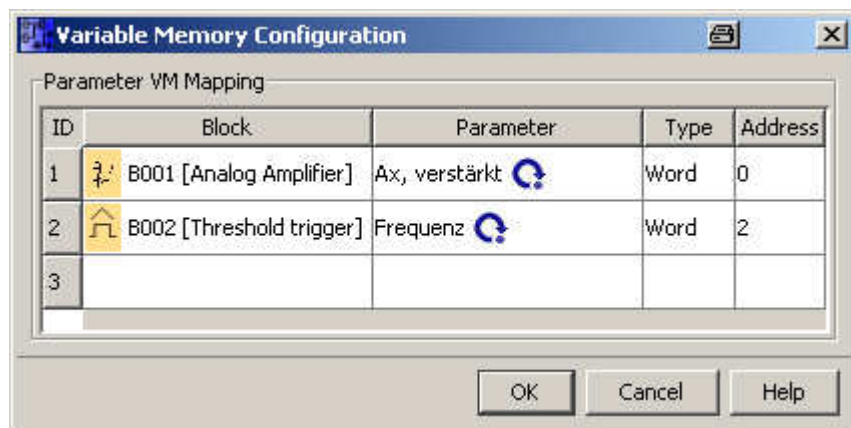 Variable Memory Configuration
Parameter VM Mapping
ID Block Parameter Type Address
1 B001 [Analog Amplifier] Ax, verstärkt Word 0
2 B002 [Threshold trigger] Frequenz Word 2
3
OK Cancel Help